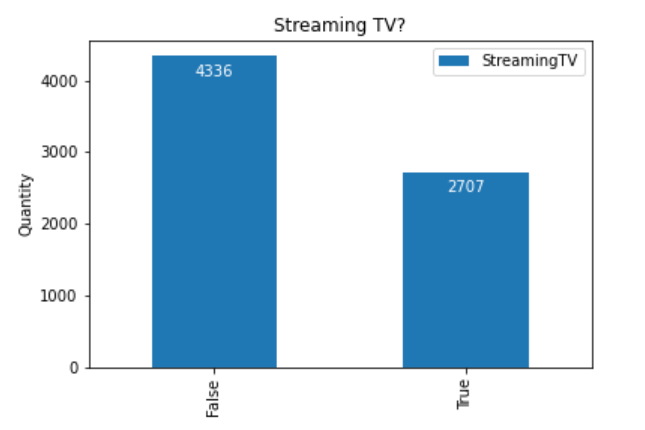 Streaming TV?
StreamingTV
Quantity
4000
3000
2000
1000
0
4336
2707
False
True